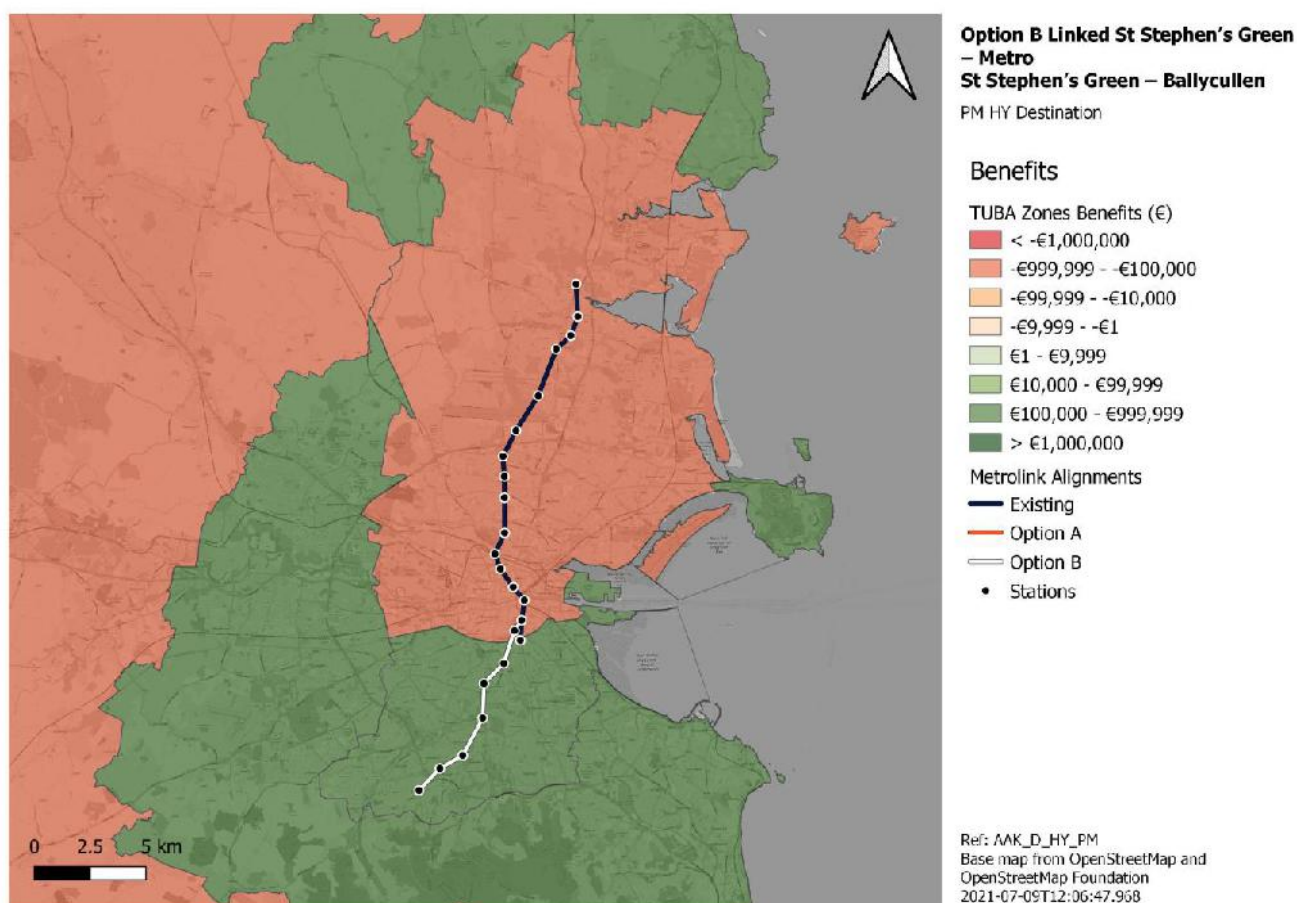 Option B Linked St Stephen's Green
– Metro
St Stephen's Green – Ballycullen
PM HY Destination
Benefits
TUBA Zones Benefits (€)
< -€1,000,000
-€999,999 - -€100,000
-€99,999 - -€10,000
-€9,999 - -€1
€1 - €9,999
€10,000 - €99,999
€100,000 - €999,999
> €1,000,000
Metrolink Alignments
Existing
Option A
Option B
Stations
0 2.5 5 km
Ref: AAK_D_HY_PM
Base map from OpenStreetMap and
OpenStreetMap Foundation
2021-07-09T12:06:47.968